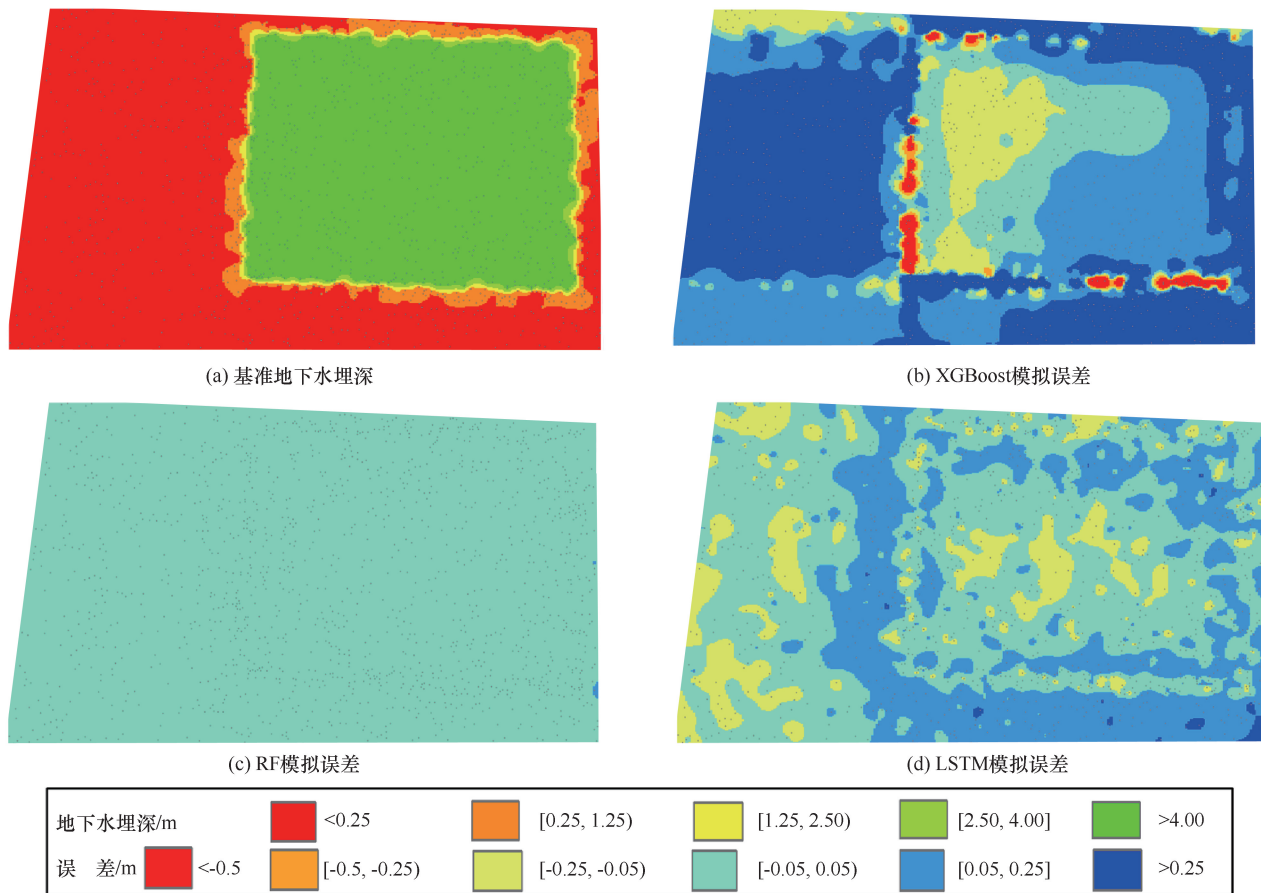 (a) 基准地下水埋深
(b) XGBoost模拟误差
(c) RF模拟误差
(d) LSTM模拟误差
地下水埋深/m <0.25 [0.25, 1.25) [1.25, 2.50) [2.50, 4.00] >4.00
误 差/m <-0.5 [-0.5, -0.25) [-0.25, -0.05) [-0.05, 0.05) [0.05, 0.25] >0.25